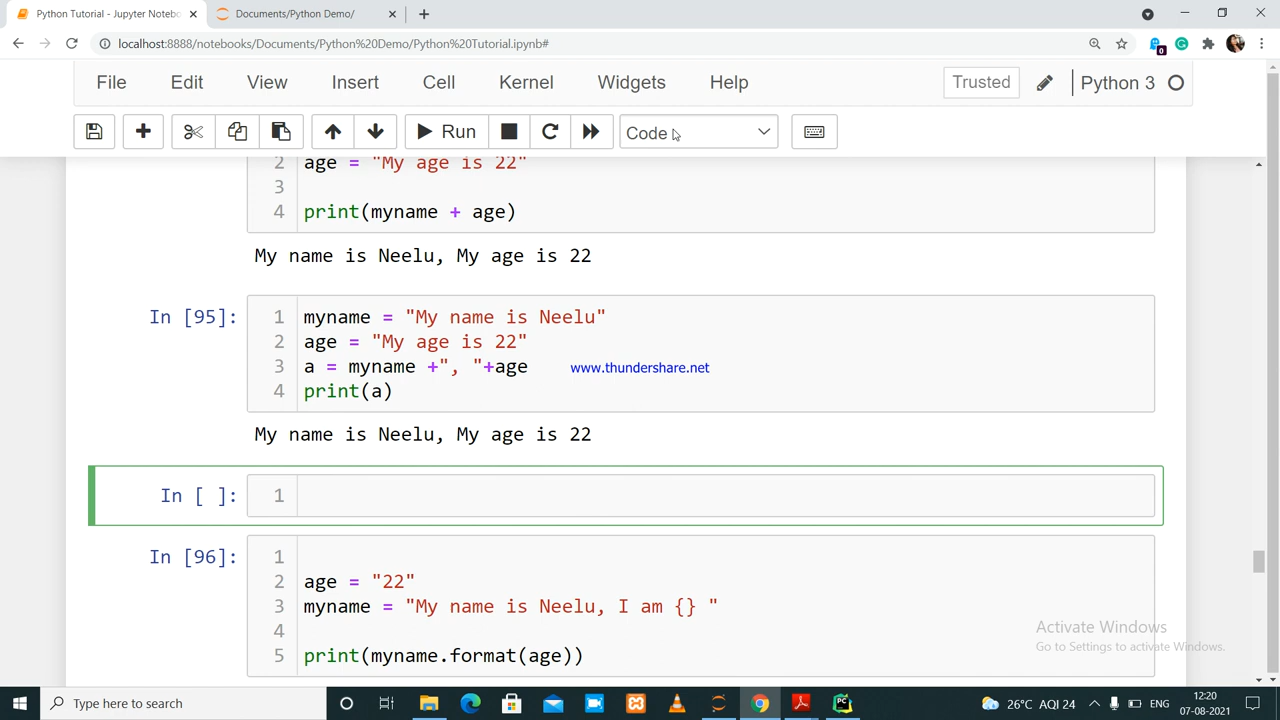 Python Tutorial - Jupyter Notebo
Documents/Python Demo/
localhost:8888/notebooks/Documents/Python%20Demo/Python%20Tutorial.ipynb#
0
File Edit View Insert Cell Kernel Widgets Help Trusted Python 3
Run Code
2 age = "My age is 22"
3
4 print(myname + age)
My name is Neelu, My age is 22
In [95]: 1 myname = "My name is Neelu"
2 age = "My age is 22"
3 a = myname +", "+age www.thundershare.net
4 print(a)
My name is Neelu, My age is 22
In [ ]: 1
In [96]: 1
2 age = "22"
3 myname = "My name is Neelu, I am {} "
4
5 print(myname.format(age))
Activate Windows
Go to Settings to activate Windows.
Type here to search
PC
26°C AQI 24
ENG
12:20
07-08-2021